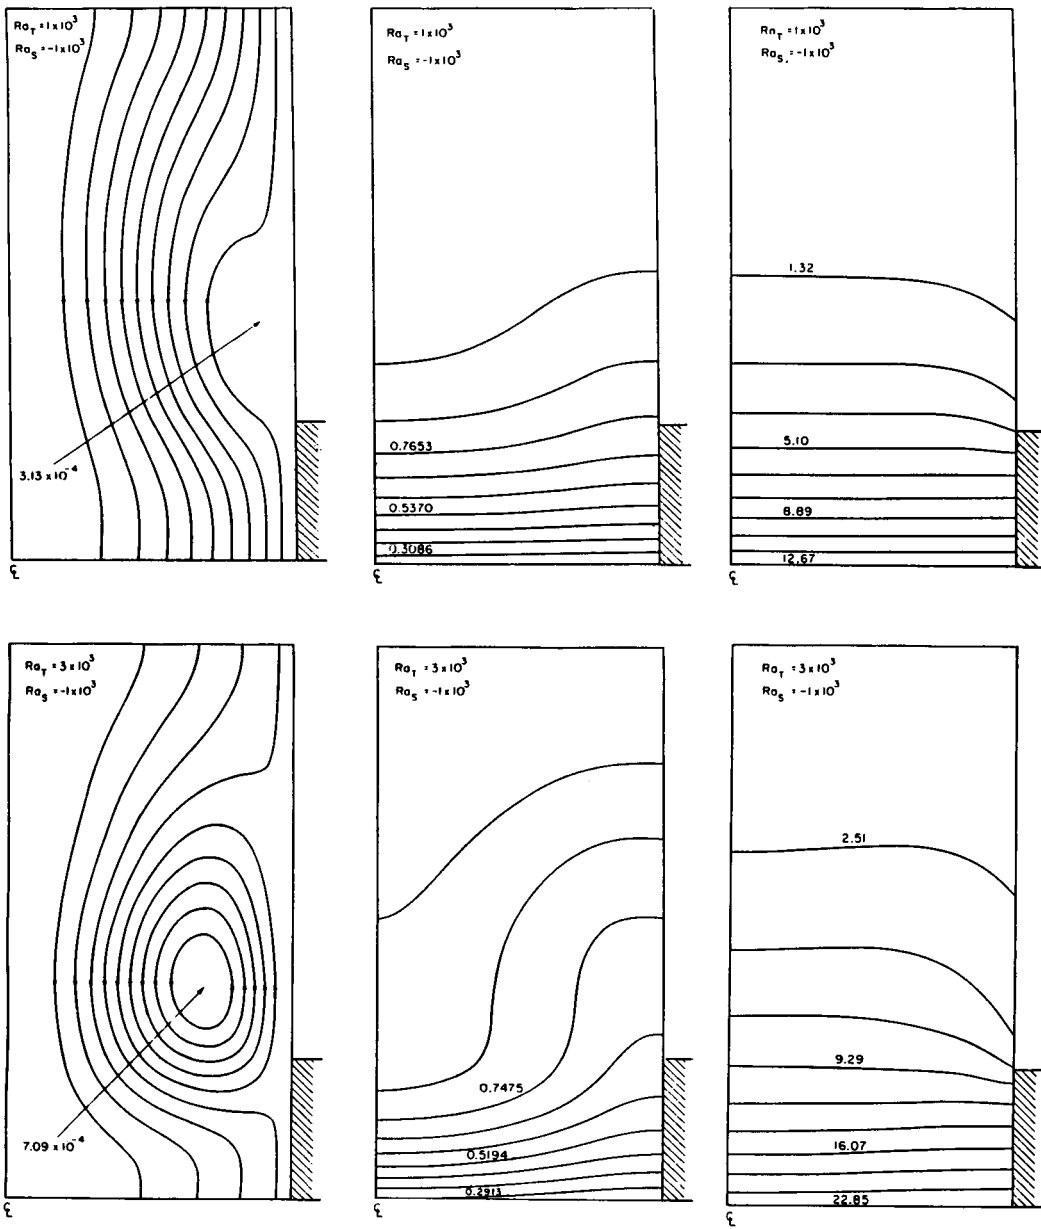 Ra_T = 1 x 10^3
Ra_S = -1 x 10^3
3.13 x 10^-4
℄
Ra_T = 1 x 10^3
Ra_S = -1 x 10^3
0.7653
0.5370
0.3086
℄
Ra_T = 1 x 10^3
Ra_S = -1 x 10^3
1.32
5.10
8.89
12.67
℄
Ra_T = 3 x 10^3
Ra_S = -1 x 10^3
7.09 x 10^-4
℄
Ra_T = 3 x 10^3
Ra_S = -1 x 10^3
0.7475
0.5194
0.2913
℄
Ra_T = 3 x 10^3
Ra_S = -1 x 10^3
2.51
9.29
16.07
22.85
℄